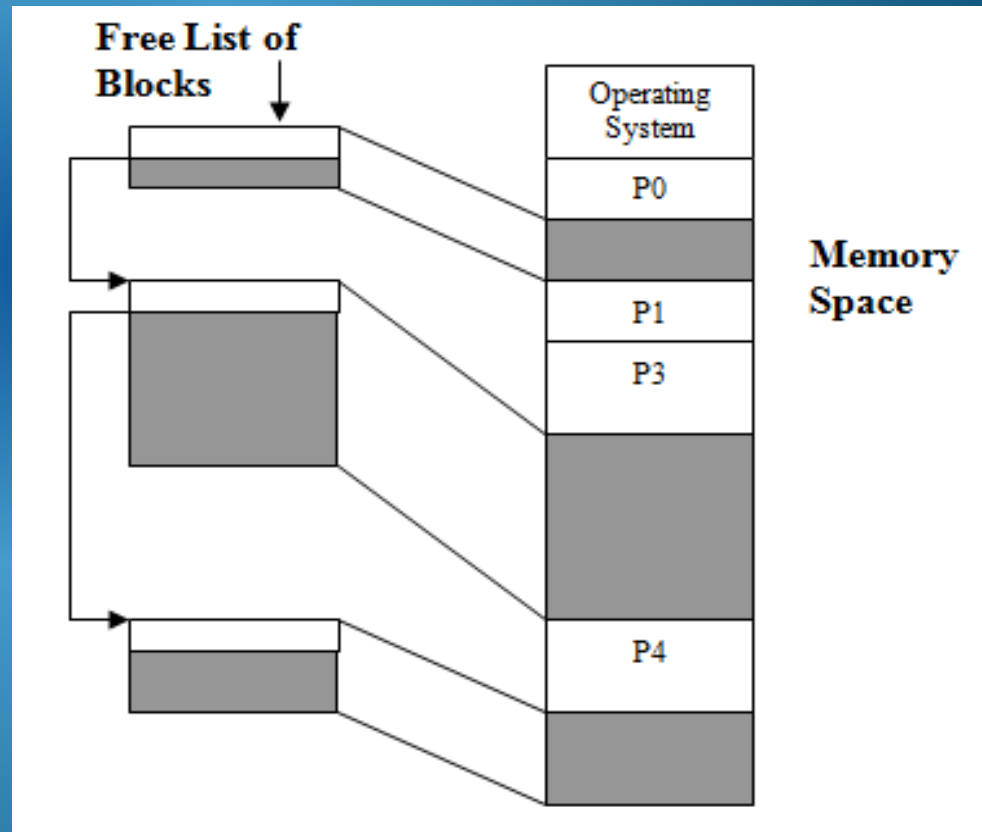 Free List of
Blocks
Operating
System
P0
Memory
Space
P1
P3
P4